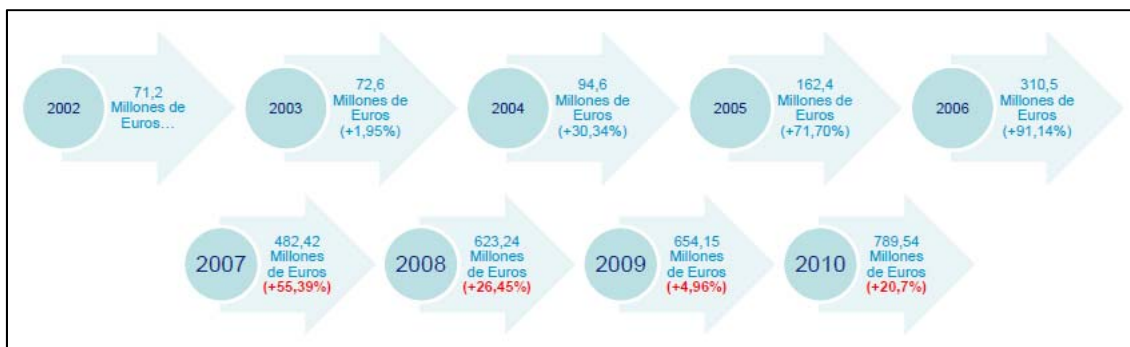 2002
71,2
Millones de
Euros…
2003
72,6
Millones de
Euros
(+1,95%)
2004
94,6
Millones de
Euros
(+30,34%)
2005
162,4
Millones de
Euros
(+71,70%)
2006
310,5
Millones de
Euros
(+91,14%)
2007
482,42
Millones
de Euros
(+55,39%)
2008
623,24
Millones
de Euros
(+26,45%)
2009
654,15
Millones
de Euros
(+4,96%)
2010
789,54
Millones
de Euros
(+20,7%)